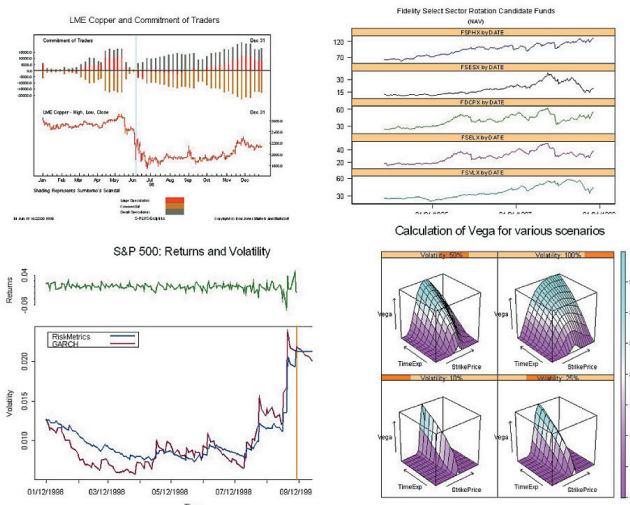 LME Copper and Commitment of Traders
Commitment of Traders
Dec 31
LME Copper - High, Low, Close
Dec 31
Jan Feb Mar Apr May Jun Jul Aug Sep Oct Nov Dec
Shading Represents Sumitomo's Scandal
Large Speculators
Commercial
Small Speculators
Fidelity Select Sector Rotation Candidate Funds
(NAV)
FSPHX by DATE
120
70
FSESX by DATE
30
15
FDCPX by DATE
60
30
FSELX by DATE
40
20
FSVLX by DATE
60
30
S&P 500: Returns and Volatility
Returns
0.04
-0.08
RiskMetrics
GARCH
Volatility
0.020
0.015
0.010
01/12/1998 03/12/1998 05/12/1998 07/12/1998 09/12/199
Calculation of Vega for various scenarios
Volatility: 50%
Volatility: 100%
Vega
TimeExp
StrikePrice
Vega
TimeExp
StrikePrice
Volatility: 10%
Volatility: 25%
Vega
TimeExp
StrikePrice
Vega
TimeExp
StrikePrice